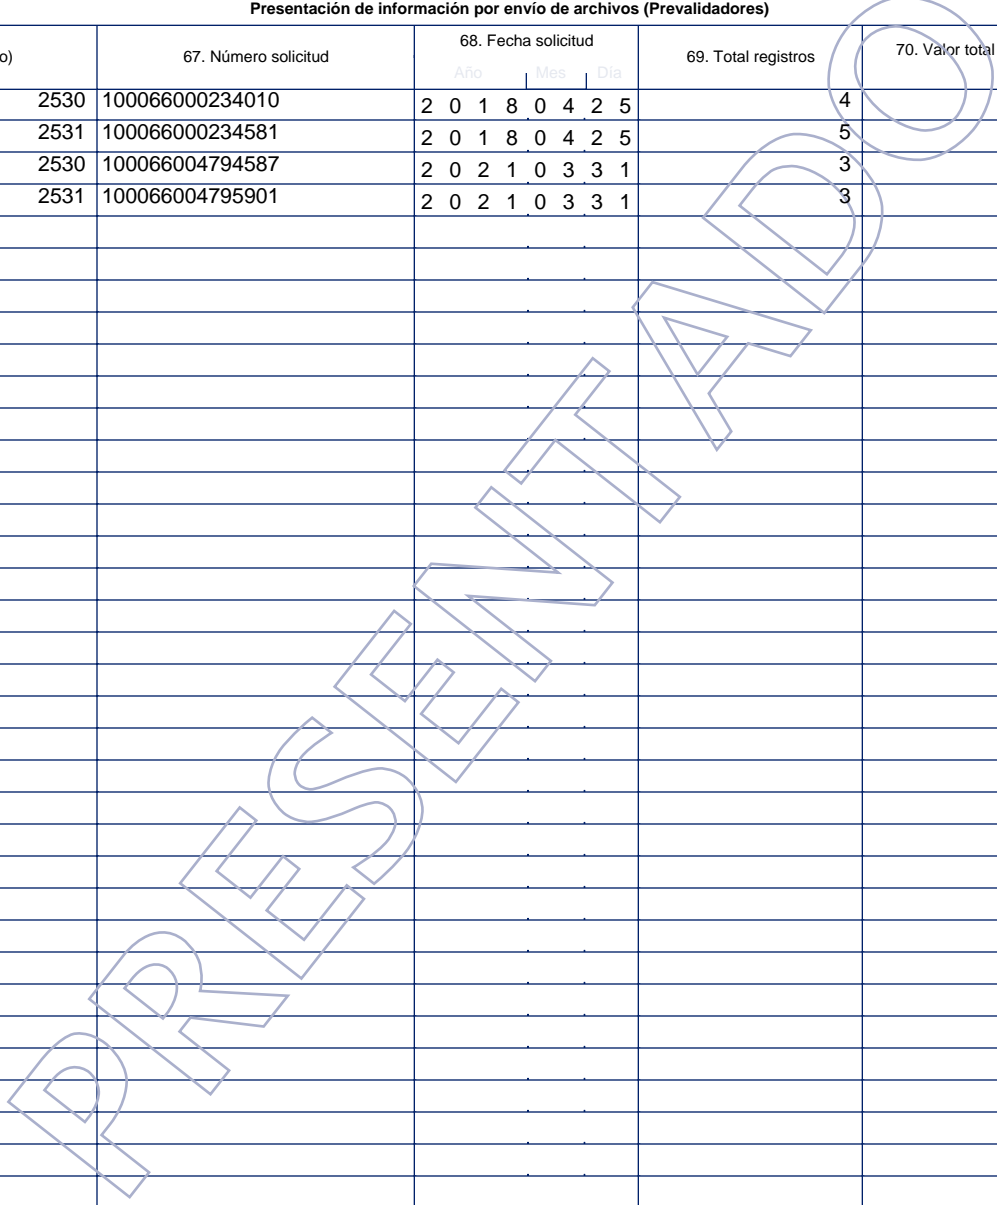 Presentación de información por envío de archivos (Prevalidadores)
o) 67. Número solicitud 68. Fecha solicitud 69. Total registros 70. Valor total
Año Mes Día
2530 100066000234010 2 0 1 8 0 4 2 5 4
2531 100066000234581 2 0 1 8 0 4 2 5 5
2530 100066004794587 2 0 2 1 0 3 3 1 3
2531 100066004795901 2 0 2 1 0 3 3 1 3
PRESENTADO